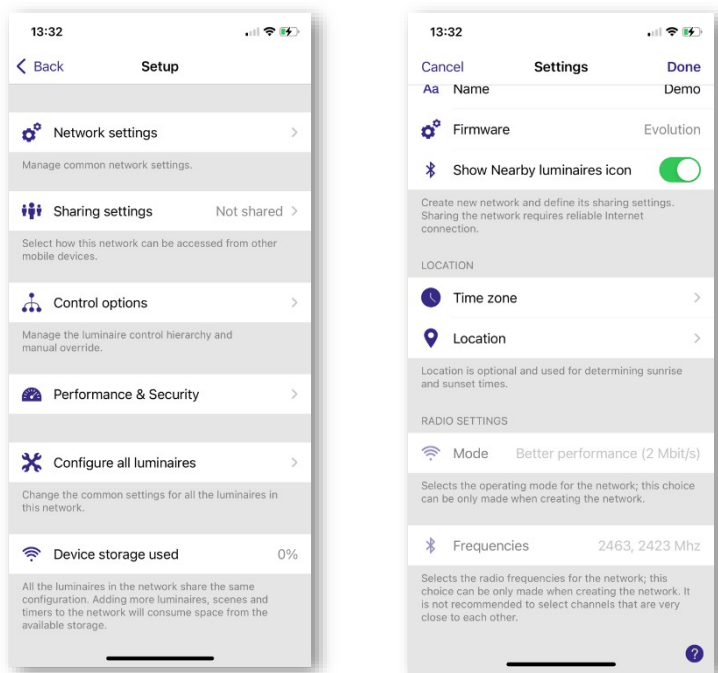 13:32
Back
Setup
Network settings
Manage common network settings.
Sharing settings
Not shared
Select how this network can be accessed from other
mobile devices.
Control options
Manage the luminaire control hierarchy and
manual override.
Performance & Security
Configure all luminaires
Change the common settings for all the luminaires in
this network.
Device storage used
0%
All the luminaires in the network share the same
configuration. Adding more luminaires, scenes and
timers to the network will consume space from the
available storage.
13:32
Cancel
Settings
Done
Aa Name
Demo
Firmware
Evolution
Show Nearby luminaires icon
Create new network and define its sharing settings.
Sharing the network requires reliable Internet
connection.
LOCATION
Time zone
Location
Location is optional and used for determining sunrise
and sunset times.
RADIO SETTINGS
Mode
Better performance (2 Mbit/s)
Selects the operating mode for the network; this choice
can be only made when creating the network.
Frequencies
2463, 2423 Mhz
Selects the radio frequencies for the network; this
choice can be only made when creating the network. It
is not recommended to select channels that are very
close to each other.
?